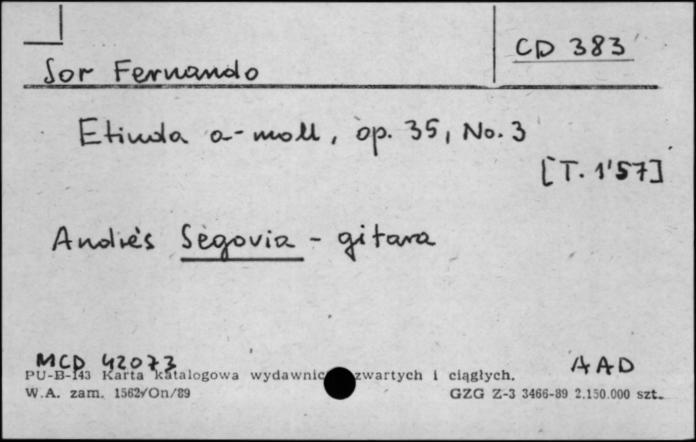 CD 383
Sor Fernando
Etiuda a-moll, op. 35, No. 3
[T. 1'57]
Andrés Segovia - gitara
MCD 42073
AAD
PU-B-143 Karta katalogowa wydawnic zwartych i ciągłych.
W.A. zam. 1562/On/89
GZG Z-3 3466-89 2.150.000 szt.